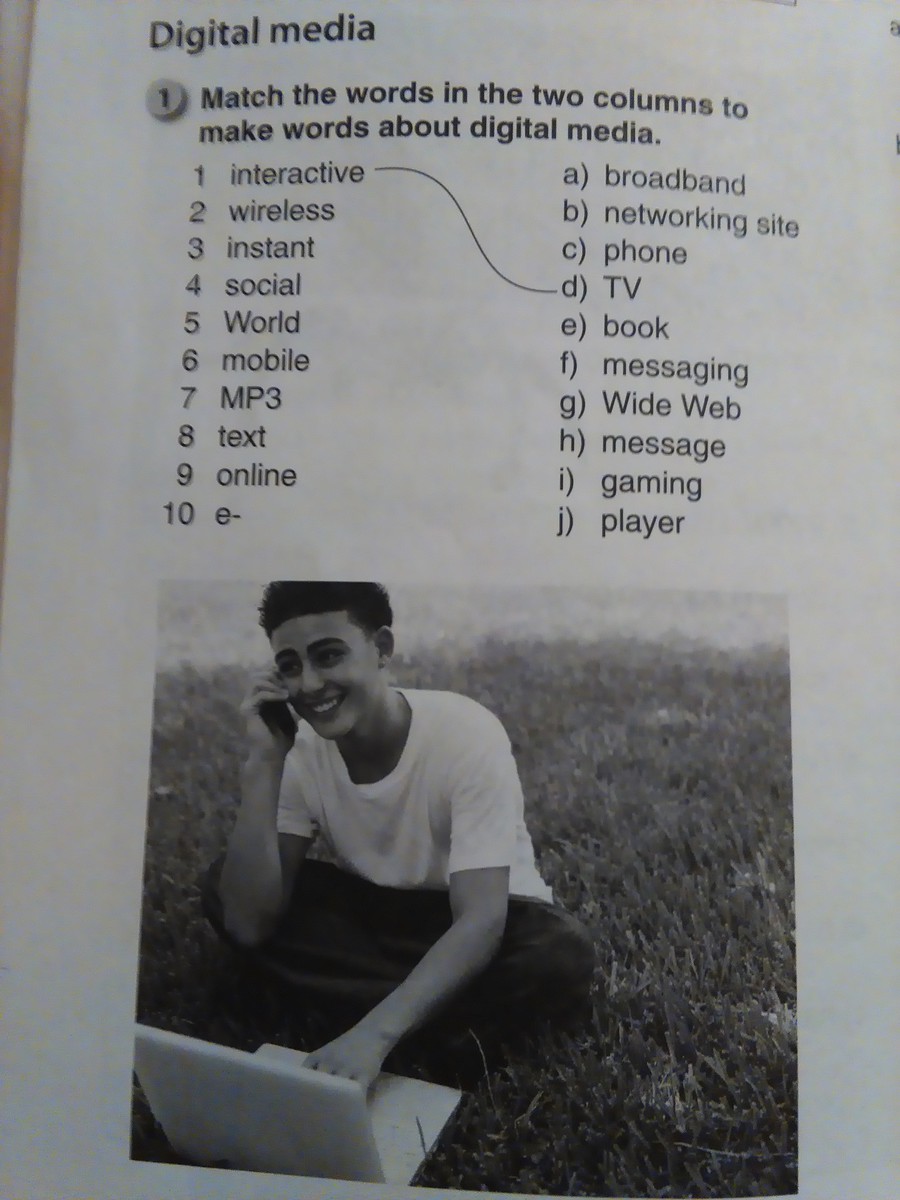 Digital media
1 Match the words in the two columns to
make words about digital media.
1 interactive
2 wireless
3 instant
4 social
5 World
6 mobile
7 MP3
8 text
9 online
10 e-
a) broadband
b) networking site
c) phone
d) TV
e) book
f) messaging
g) Wide Web
h) message
i) gaming
j) player